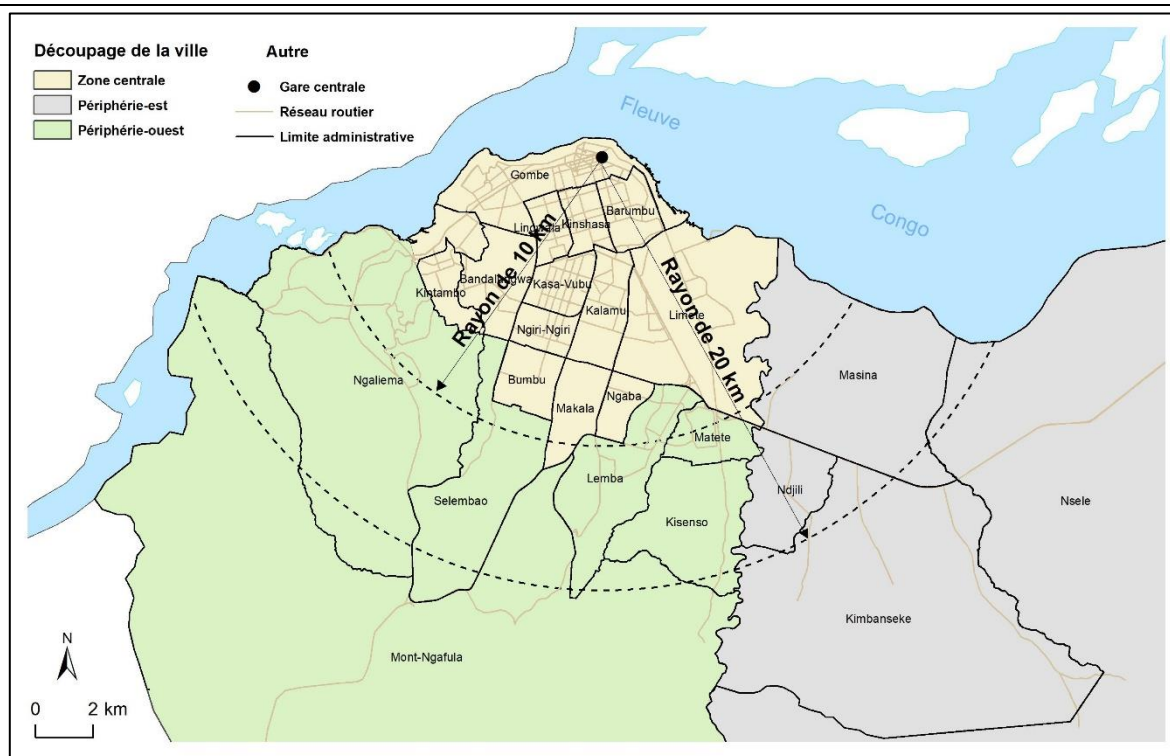 Découpage de la ville
Zone centrale
Périphérie-est
Périphérie-ouest
Autre
Gare centrale
Réseau routier
Limite administrative
Fleuve
Congo
Gombe
Barumbu
Lingwala
Kinshasa
Rayon de 10 km
Rayon de 20 km
Bandalungwa
Kintambo
Kasa-Vubu
Kalamu
Limete
Ngiri-Ngiri
Ngaliema
Bumbu
Makala
Ngaba
Masina
Matete
Lemba
Selembao
Ndjili
Nsele
Kisenso
Kimbanseke
Mont-Ngafula
N
0 2 km